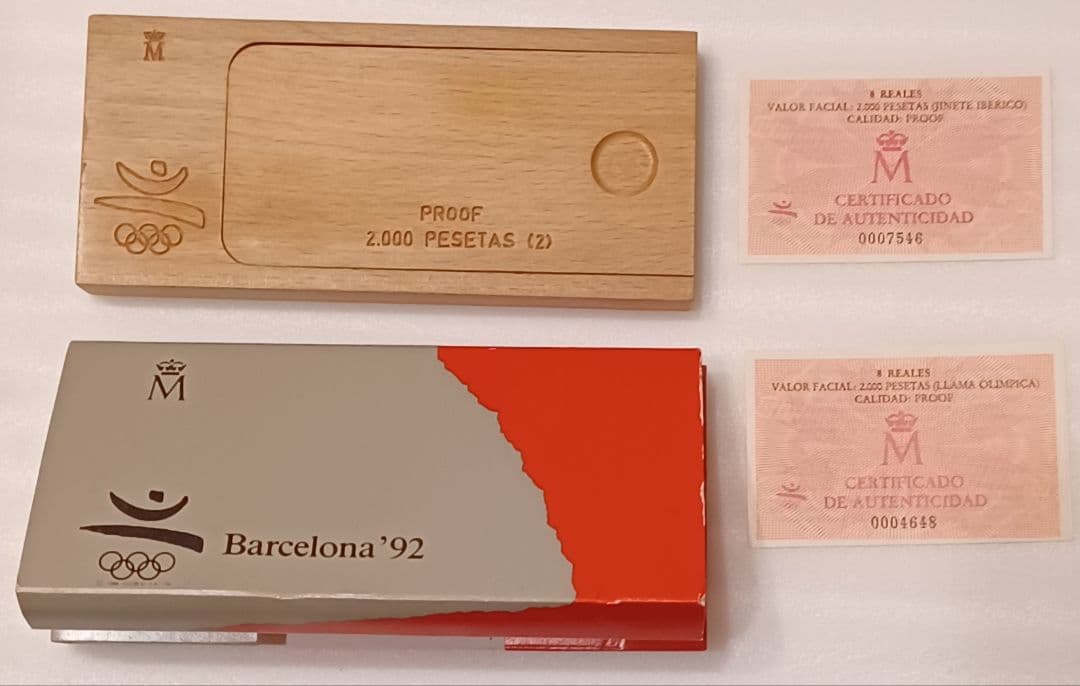 M
PROOF
2.000 PESETAS (2)
8 REALES
VALOR FACIAL: 2.000 PESETAS (JINETE IBERICO)
CALIDAD: PROOF
M
CERTIFICADO
DE AUTENTICIDAD
0007546
M
Barcelona '92
8 REALES
VALOR FACIAL: 2.000 PESETAS (LLAMA OLIMPICA)
CALIDAD: PROOF
M
CERTIFICADO
DE AUTENTICIDAD
0004648